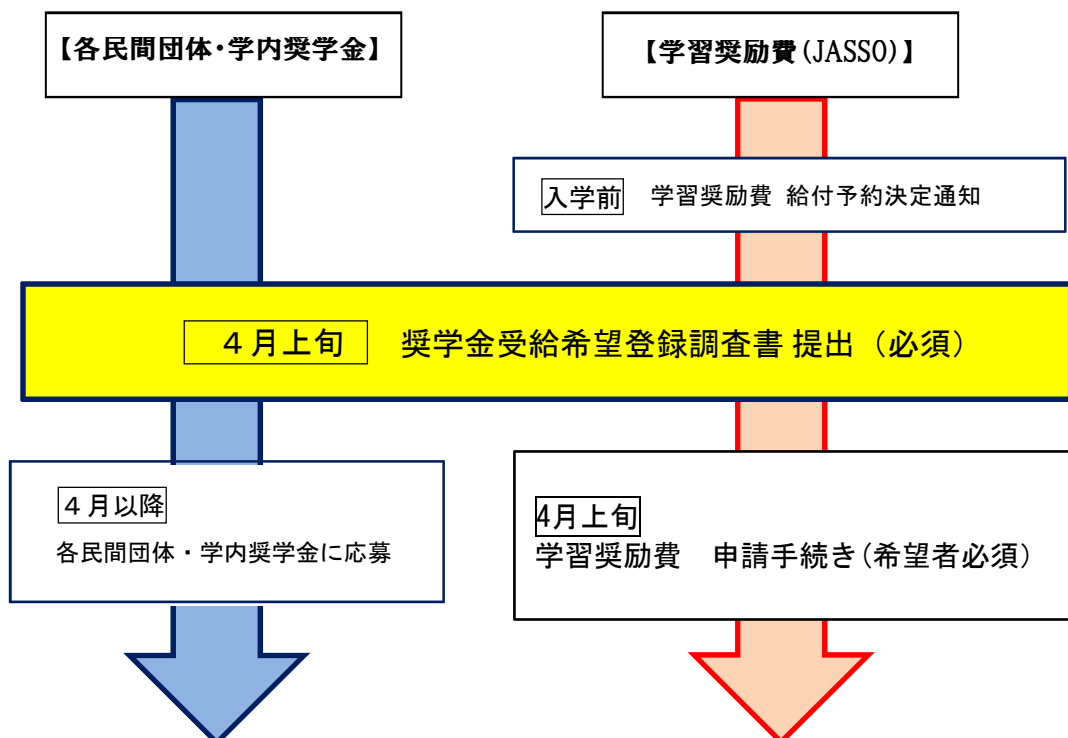 【各民間団体・学内奨学金】
【学習奨励費(JASSO)】
入学前 学習奨励費 給付予約決定通知
４月上旬 奨学金受給希望登録調査書 提出（必須）
４月以降
各民間団体・学内奨学金に応募
4月上旬
学習奨励費　申請手続き(希望者必須)